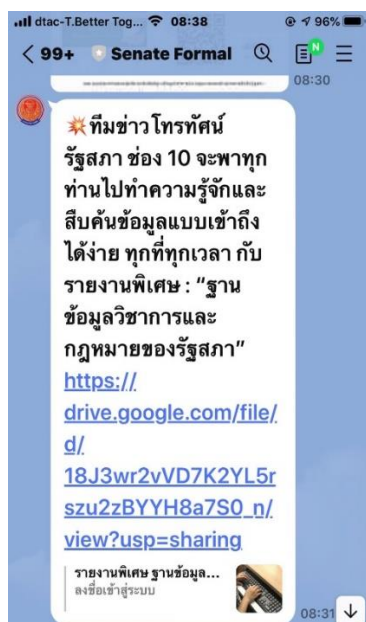 dtac-T.Better Tog... 08:38 96%
99+ Senate Formal N
08:30
💥ทีมข่าวโทรทัศน์
รัฐสภา ช่อง 10 จะพาทุก
ท่านไปทำความรู้จักและ
สืบค้นข้อมูลแบบเข้าถึง
ได้ง่าย ทุกที่ทุกเวลา กับ
รายงานพิเศษ : “ฐาน
ข้อมูลวิชาการและ
กฎหมายของรัฐสภา”
https://
drive.google.com/file/
d/
18J3wr2vVD7K2YL5r
szu2zBYYH8a7S0_n/
view?usp=sharing
รายงานพิเศษ ฐานข้อมูล...
ลงชื่อเข้าสู่ระบบ
08:31